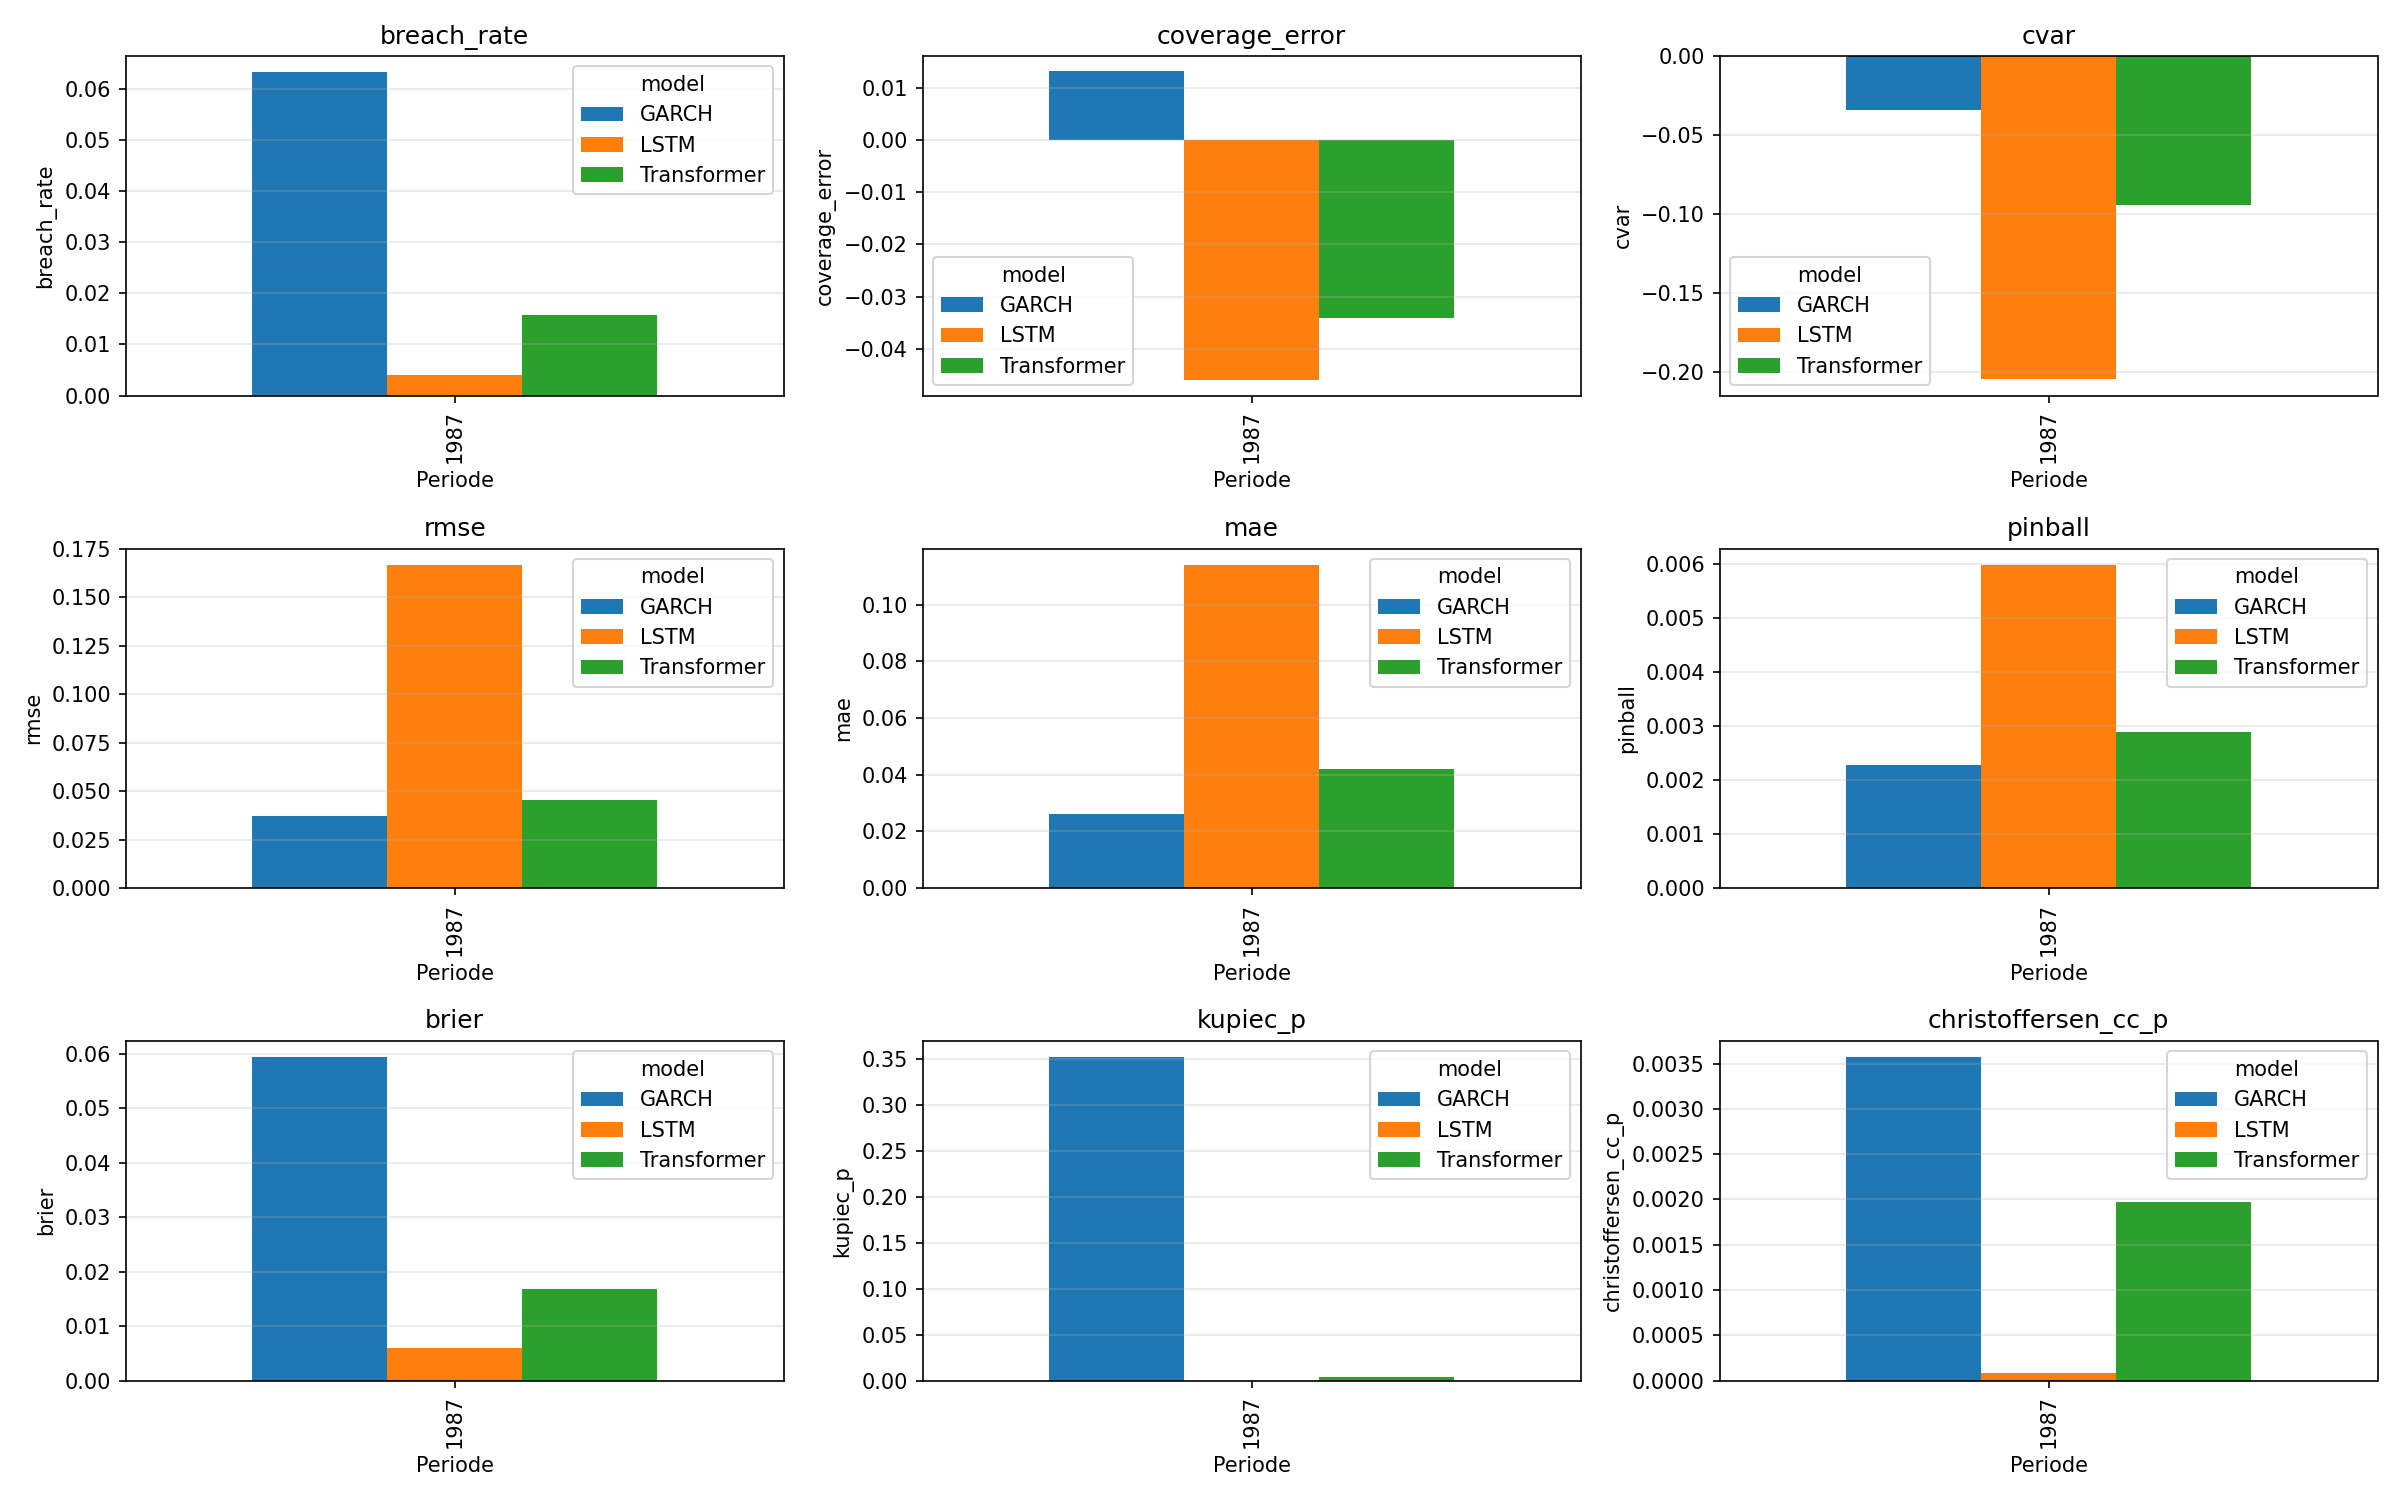 breach_rate
breach_rate
0.06
0.05
0.04
0.03
0.02
0.01
0.00
model
GARCH
LSTM
Transformer
1987
Periode
coverage_error
coverage_error
0.01
0.00
−0.01
−0.02
−0.03
−0.04
model
GARCH
LSTM
Transformer
1987
Periode
cvar
cvar
0.00
−0.05
−0.10
−0.15
−0.20
model
GARCH
LSTM
Transformer
1987
Periode
rmse
rmse
0.175
0.150
0.125
0.100
0.075
0.050
0.025
0.000
model
GARCH
LSTM
Transformer
1987
Periode
mae
mae
0.10
0.08
0.06
0.04
0.02
0.00
model
GARCH
LSTM
Transformer
1987
Periode
pinball
pinball
0.006
0.005
0.004
0.003
0.002
0.001
0.000
model
GARCH
LSTM
Transformer
1987
Periode
brier
brier
0.06
0.05
0.04
0.03
0.02
0.01
0.00
model
GARCH
LSTM
Transformer
1987
Periode
kupiec_p
kupiec_p
0.35
0.30
0.25
0.20
0.15
0.10
0.05
0.00
model
GARCH
LSTM
Transformer
1987
Periode
christoffersen_cc_p
christoffersen_cc_p
0.0035
0.0030
0.0025
0.0020
0.0015
0.0010
0.0005
0.0000
model
GARCH
LSTM
Transformer
1987
Periode